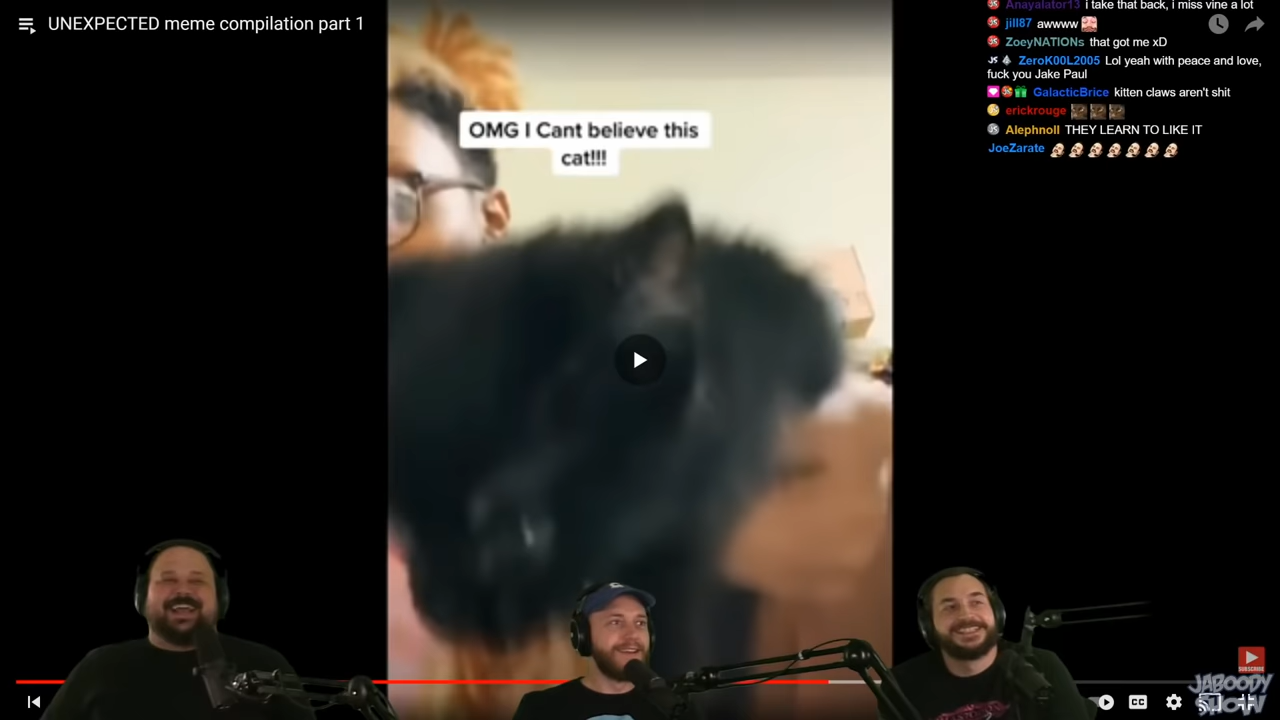 UNEXPECTED meme compilation part 1
Anayalator13 i take that back, i miss vine a lot
jill87 awwww
ZoeyNATIONs that got me xD
ZeroK00L2005 Lol yeah with peace and love,
fuck you Jake Paul
GalacticBrice kitten claws aren't shit
erickrouge
Alephnoll THEY LEARN TO LIKE IT
JoeZarate
OMG I Cant believe this
cat!!!
SUBSCRIBE
JABOODY
SHOW
CC